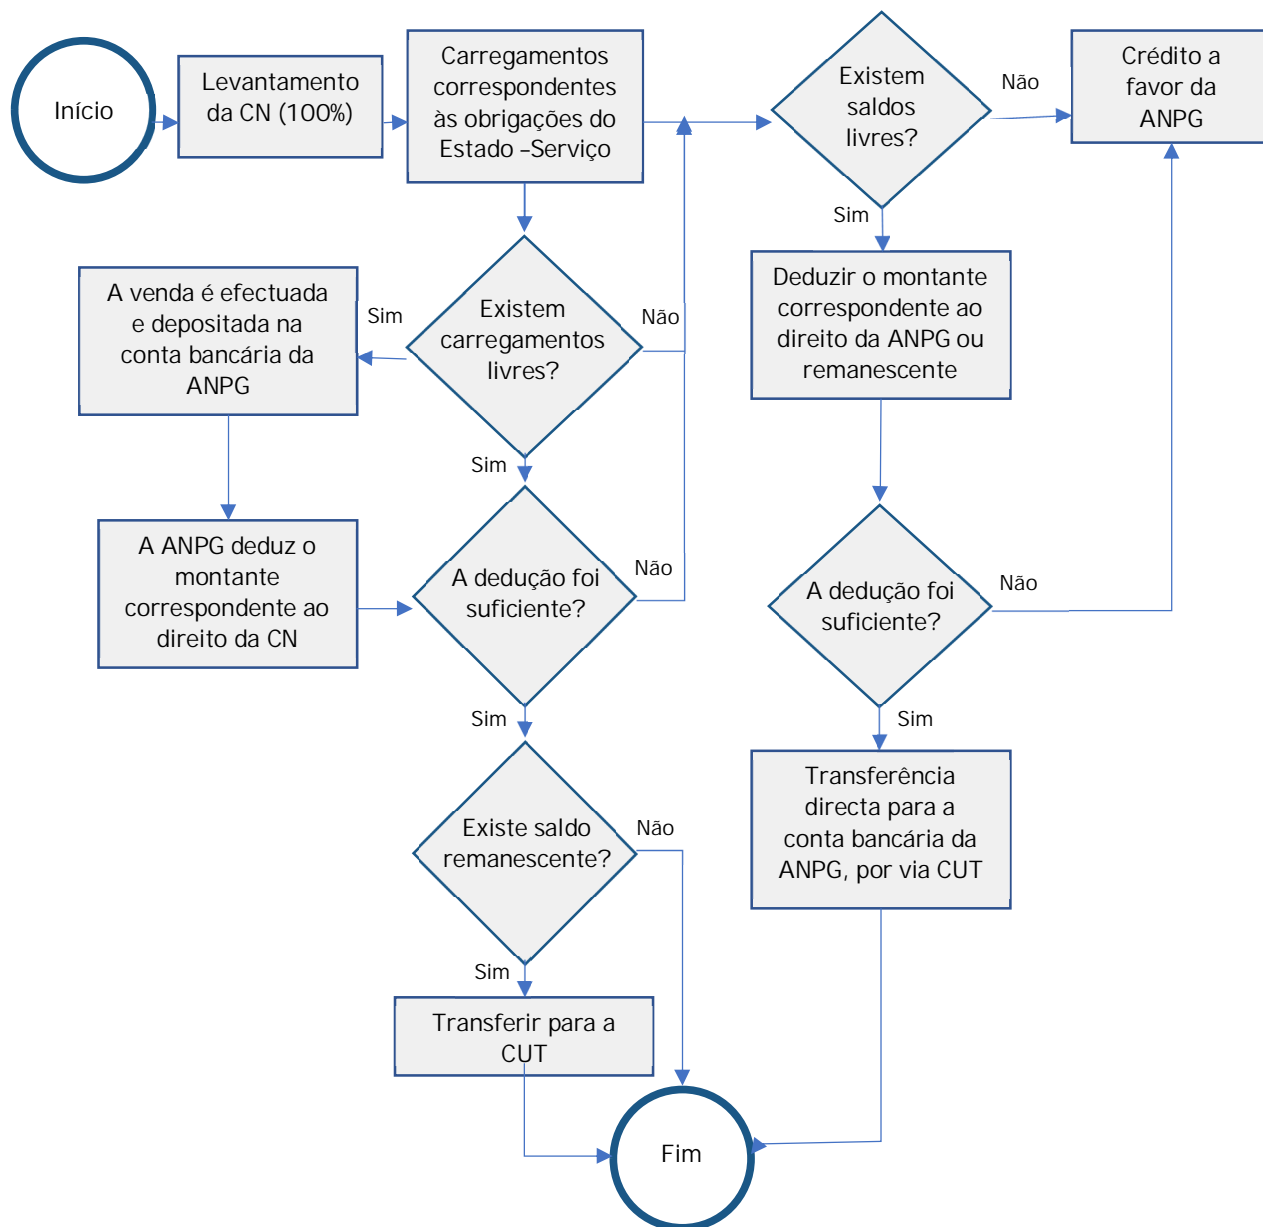 Início
Levantamento
da CN (100%)
Carregamentos
correspondentes
às obrigações do
Estado –Serviço
Existem
saldos
livres?
Não
Crédito a
favor da
ANPG
Sim
A venda é efectuada
e depositada na
conta bancária da
ANPG
Sim
Existem
carregamentos
livres?
Não
Deduzir o montante
correspondente ao
direito da ANPG ou
remanescente
Sim
A ANPG deduz o
montante
correspondente ao
direito da CN
A dedução foi
suficiente?
Não
A dedução foi
suficiente?
Não
Sim
Sim
Existe saldo
remanescente?
Não
Transferência
directa para a
conta bancária da
ANPG, por via CUT
Sim
Transferir para a
CUT
Fim